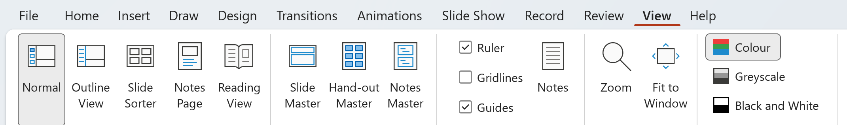 File Home Insert Draw Design Transitions Animations Slide Show Record Review View Help
Normal
Outline
View
Slide
Sorter
Notes
Page
Reading
View
Slide
Master
Hand-out
Master
Notes
Master
Ruler
Gridlines
Guides
Notes
Zoom
Fit to
Window
Colour
Greyscale
Black and White